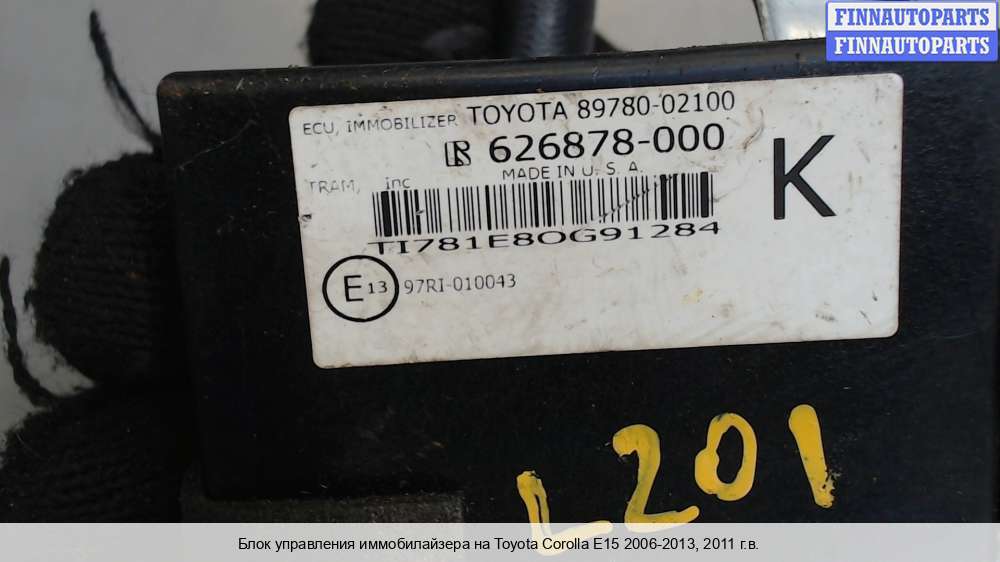 FINNAUTOPARTS
FINNAUTOPARTS
ECU, IMMOBILIZER TOYOTA 89780-02100
626878-000
MADE IN U. S. A.
TRAM, inc
K
TI781E8OG91284
E13 97RI-010043
L201
Блок управления иммобилайзера на Toyota Corolla E15 2006-2013, 2011 г.в.